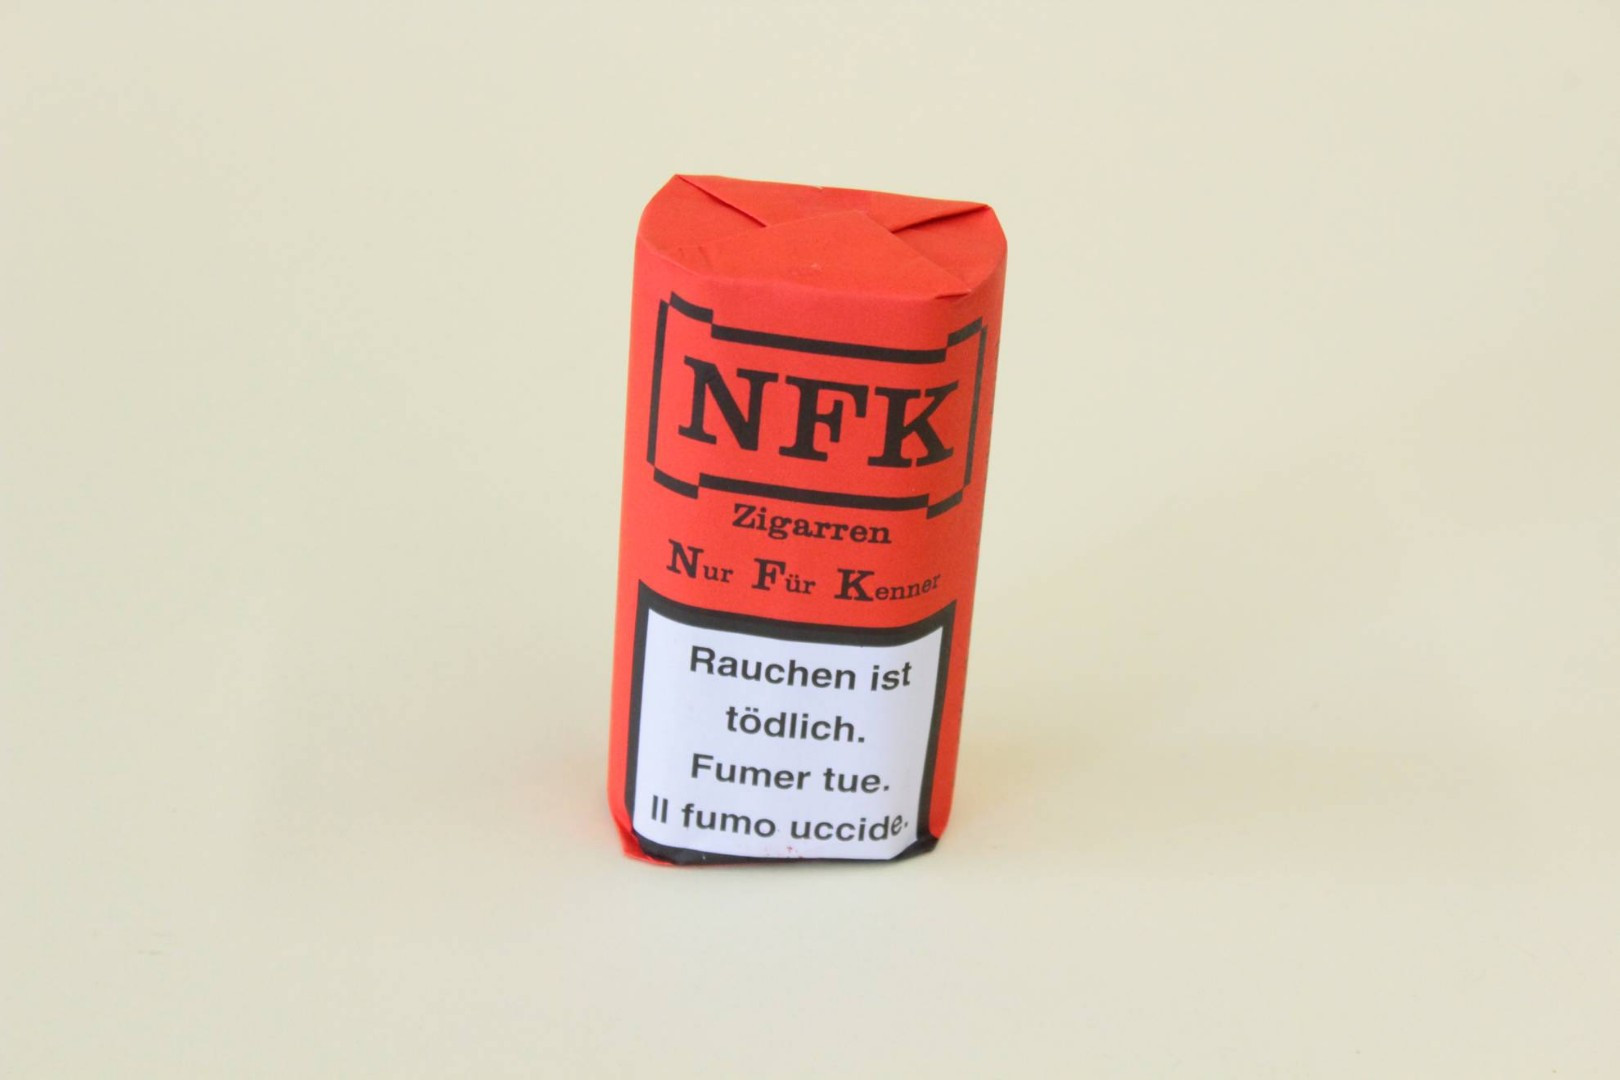 NFK
Zigarren
Nur Für Kenner
Rauchen ist
tödlich.
Fumer tue.
Il fumo uccide.